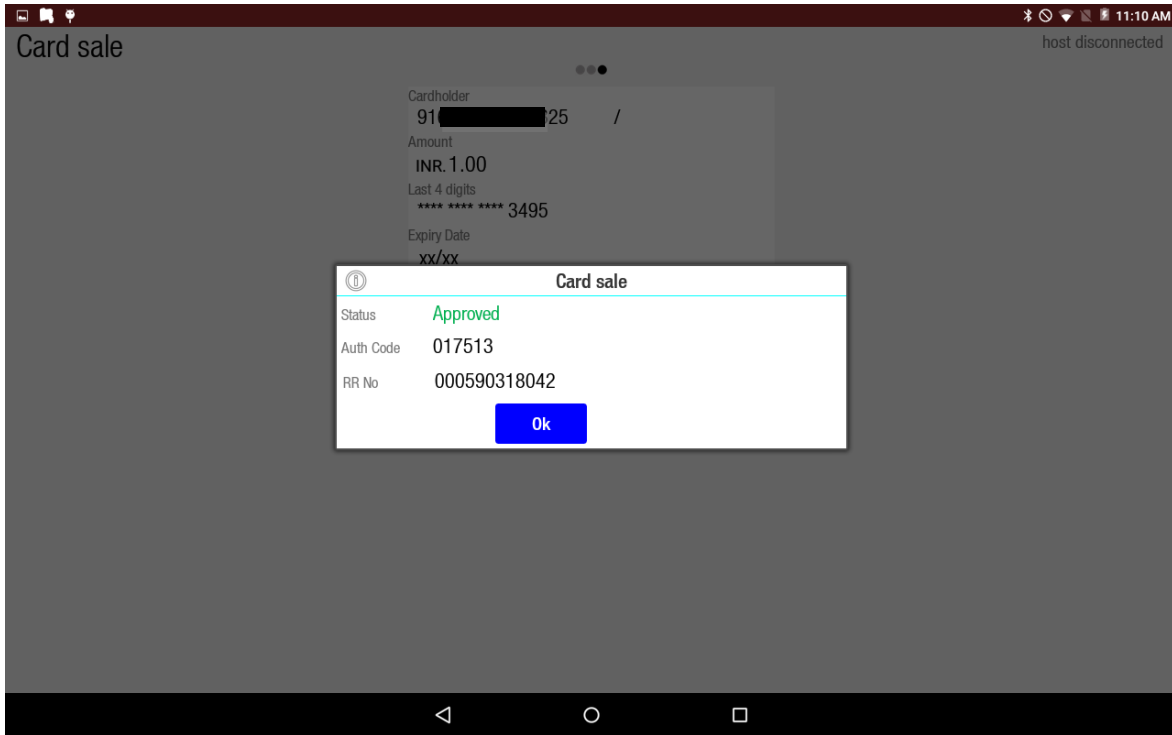 11:10 AM
Card sale
host disconnected
Cardholder
910 25 /
Amount
INR. 1.00
Last 4 digits
**** **** **** 3495
Expiry Date
xx/xx
Card sale
Status Approved
Auth Code 017513
RR No 000590318042
Ok